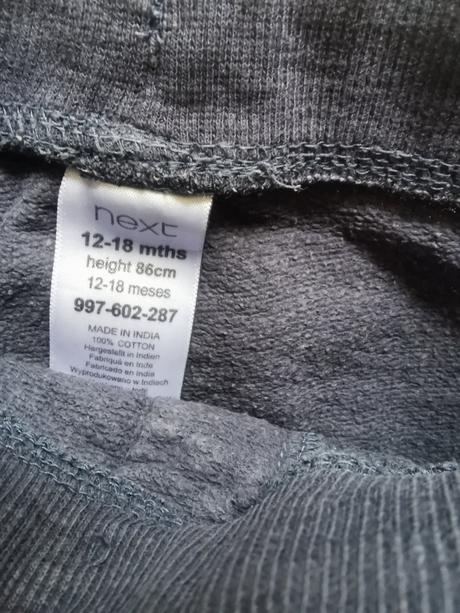 next
12-18 mths
height 86cm
12-18 meses
997-602-287
MADE IN INDIA
100% COTTON
Hergestellt in Indien
Fabriqué en Inde
Fabricado en India
Wyprodukowano w Indiach